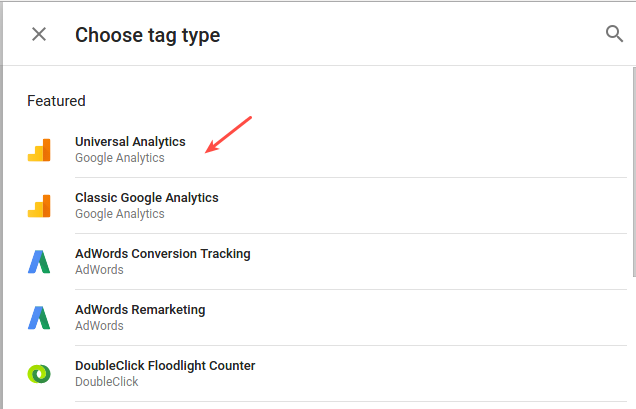 Choose tag type
Featured
Universal Analytics
Google Analytics
Classic Google Analytics
Google Analytics
AdWords Conversion Tracking
AdWords
AdWords Remarketing
AdWords
DoubleClick Floodlight Counter
DoubleClick